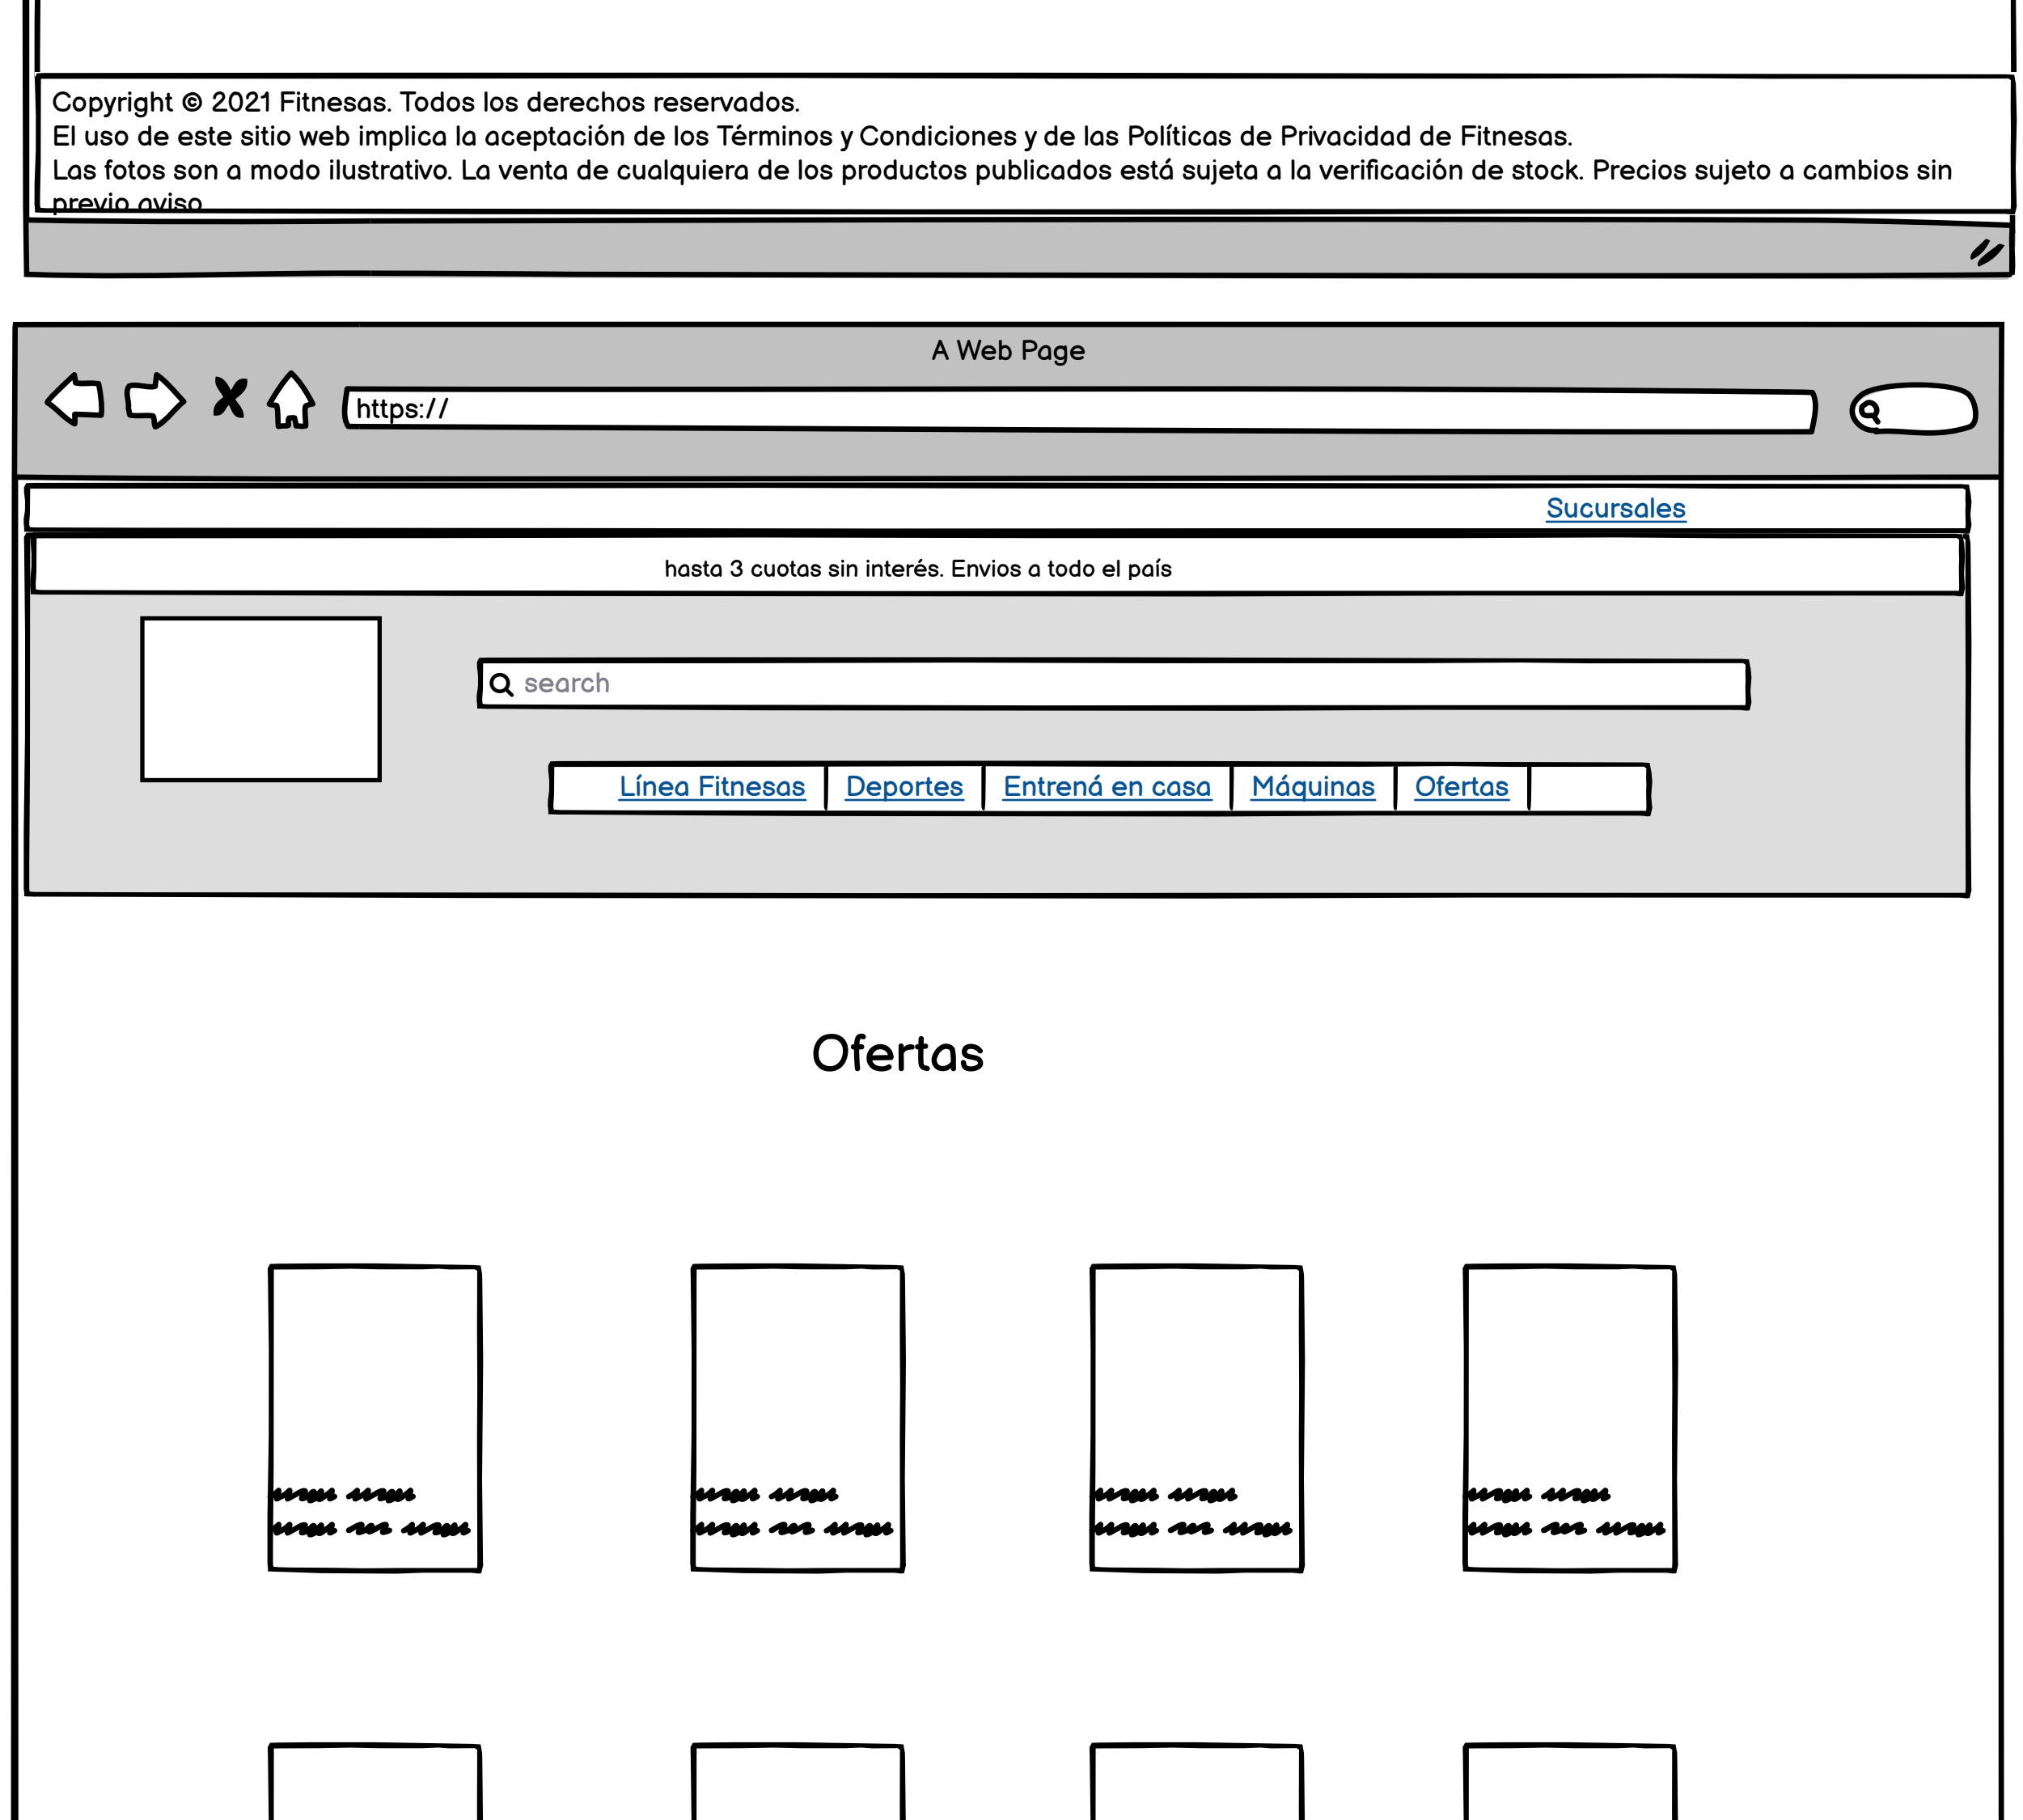 Copyright © 2021 Fitnesas. Todos los derechos reservados.
El uso de este sitio web implica la aceptación de los Términos y Condiciones y de las Políticas de Privacidad de Fitnesas.
Las fotos son a modo ilustrativo. La venta de cualquiera de los productos publicados está sujeta a la verificación de stock. Precios sujeto a cambios sin
previo aviso
A Web Page
https://
Sucursales
hasta 3 cuotas sin interés. Envios a todo el país
search
Línea Fitnesas Deportes Entrená en casa Máquinas Ofertas
Ofertas